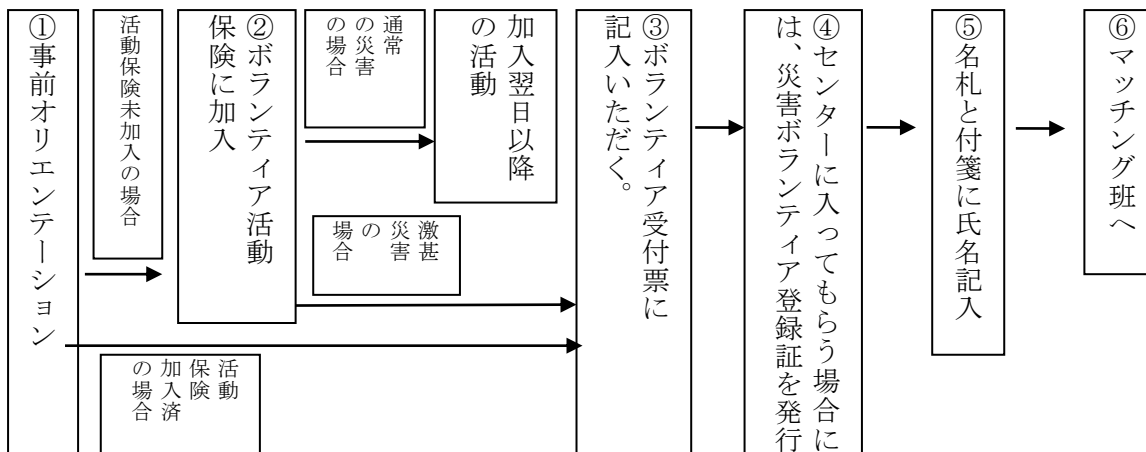 ①事前オリエンテーション
活動保険未加入の場合
②ボランティア活動
保険に加入
通常
の災害
の場合
加入翌日以降
の活動
激甚
災害
の
場合
活動
保険
加入済
の場合
③ボランティア受付票に
記入いただく。
④センターに入ってもらう場合に
は、災害ボランティア登録証を発行
⑤名札と付箋に氏名記入
⑥マッチング班へ